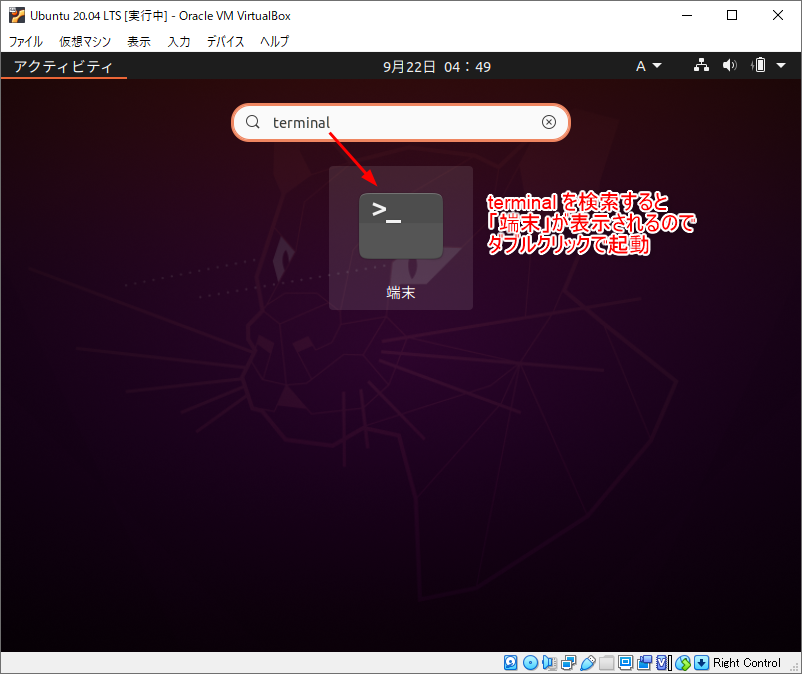 Ubuntu 20.04 LTS [実行中] - Oracle VM VirtualBox
ファイル 仮想マシン 表示 入力 デバイス ヘルプ
アクティビティ 9月22日 04:49 A
terminal
>_
端末
terminal を検索すると
「端末」が表示されるので
ダブルクリックで起動
Right Control